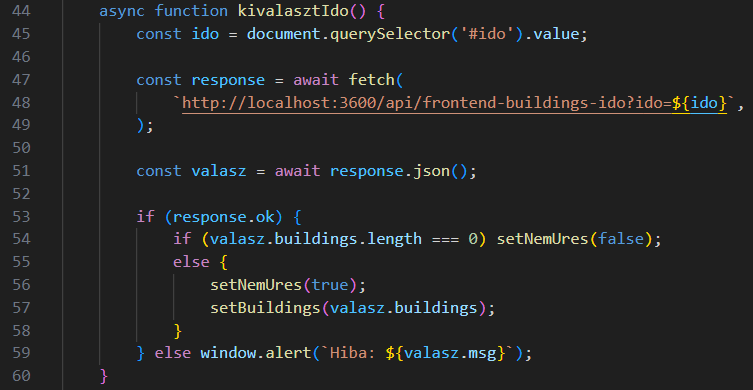 44 async function kivalasztIdo() {
45 const ido = document.querySelector('#ido').value;
46
47 const response = await fetch(
48 `http://localhost:3600/api/frontend-buildings-ido?ido=${ido}`,
49 );
50
51 const valasz = await response.json();
52
53 if (response.ok) {
54 if (valasz.buildings.length === 0) setNemUres(false);
55 else {
56 setNemUres(true);
57 setBuildings(valasz.buildings);
58 }
59 } else window.alert(`Hiba: ${valasz.msg}`);
60 }